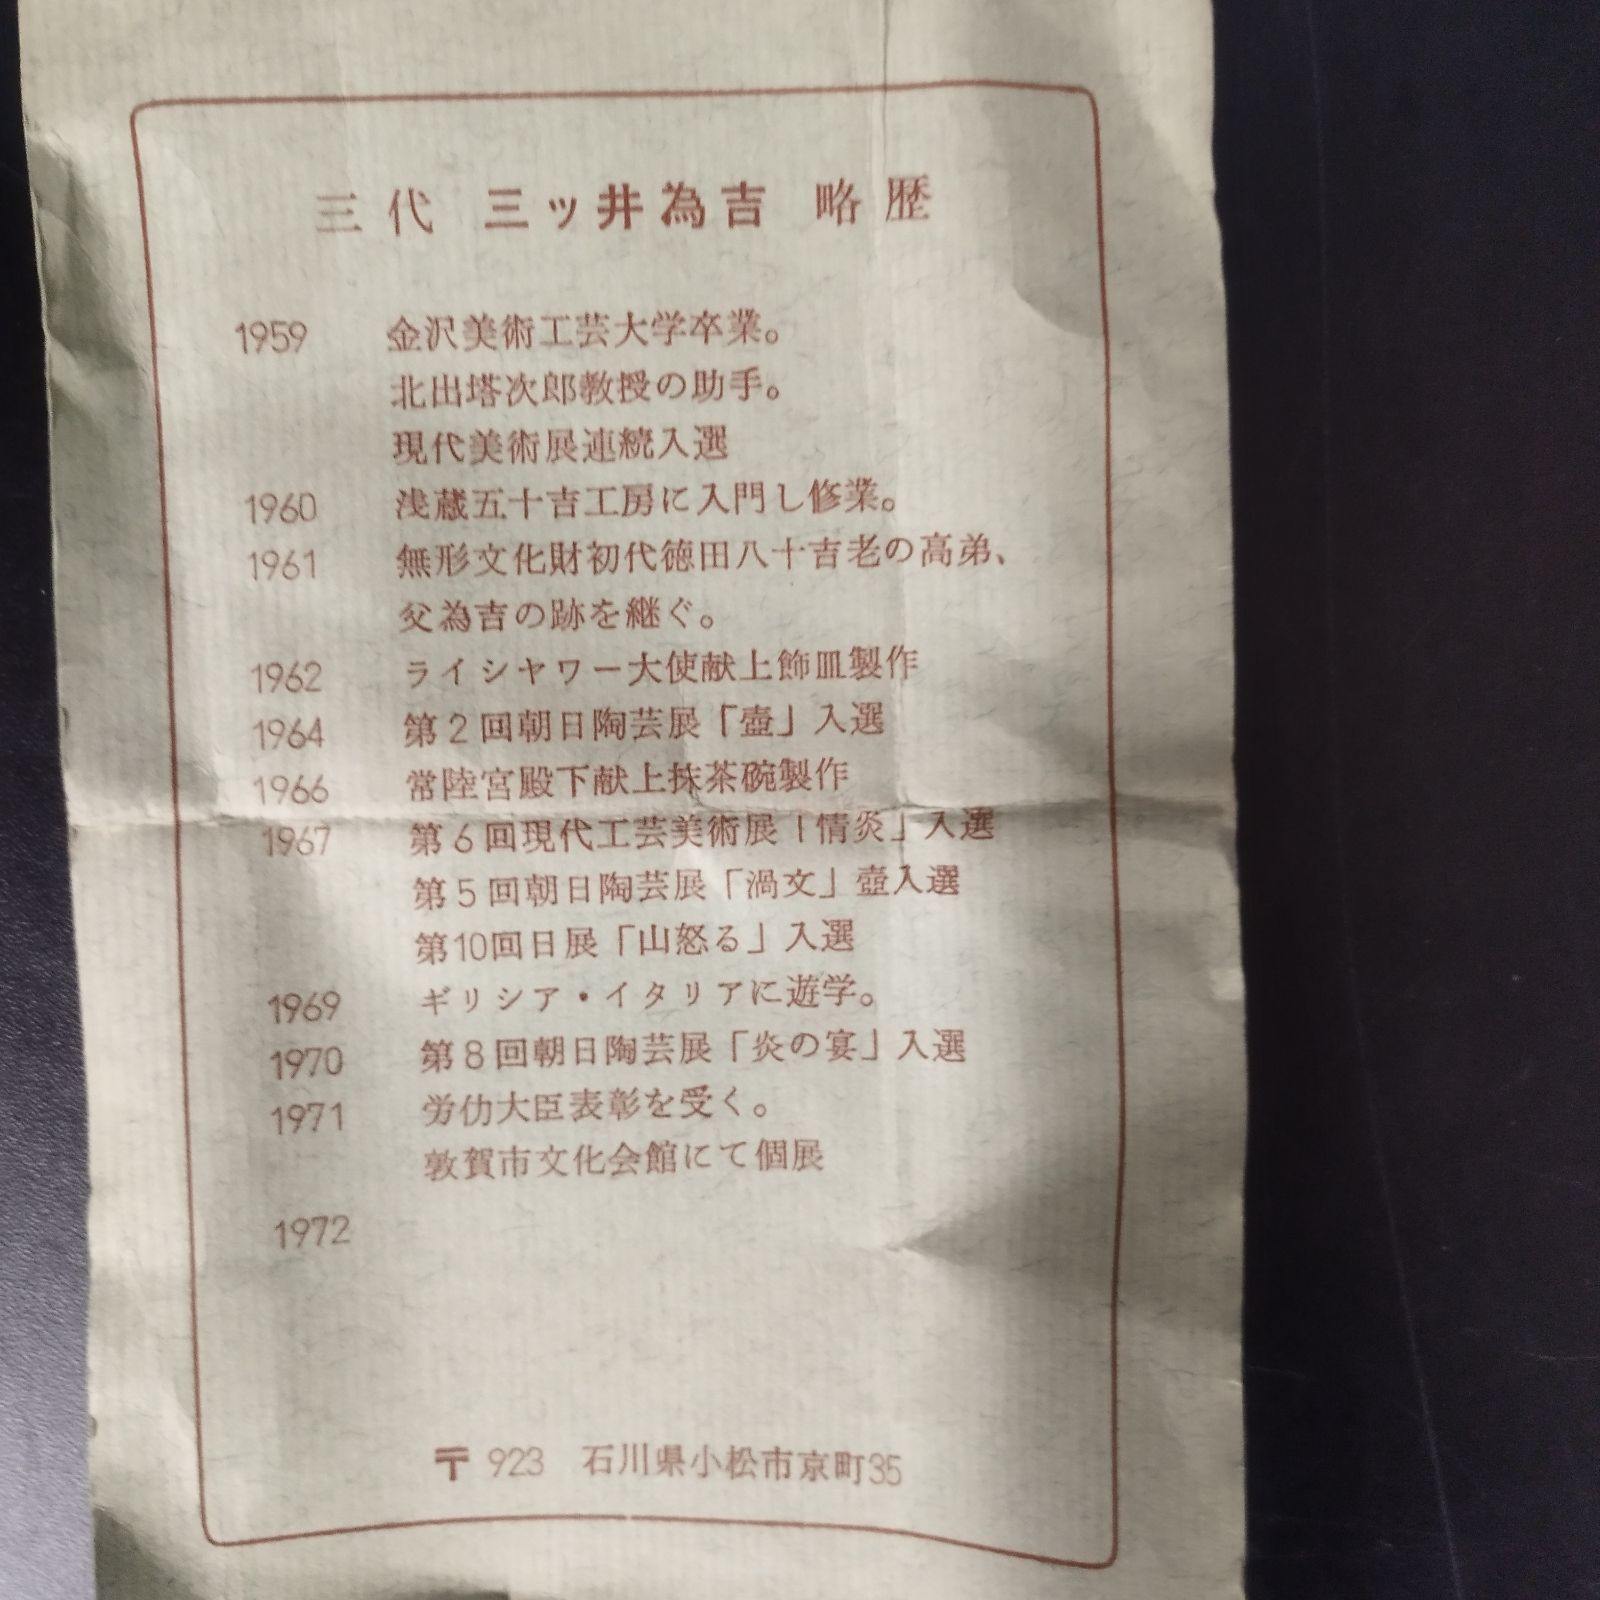 三代 三ッ井為吉 略歴
1959 金沢美術工芸大学卒業。
北出塔次郎教授の助手。
現代美術展連続入選
1960 浅蔵五十吉工房に入門し修業。
1961 無形文化財初代徳田八十吉老の高弟、
父為吉の跡を継ぐ。
1962 ライシャワー大使献上飾皿製作
1964 第2回朝日陶芸展「壺」入選
1966 常陸宮殿下献上抹茶碗製作
1967 第6回現代工芸美術展「情炎」入選
第5回朝日陶芸展「渦文」壺入選
第10回日展「山怒る」入選
1969 ギリシア・イタリアに遊学。
1970 第8回朝日陶芸展「炎の宴」入選
1971 労仂大臣表彰を受く。
敦賀市文化会館にて個展
1972
〒923 石川県小松市京町35